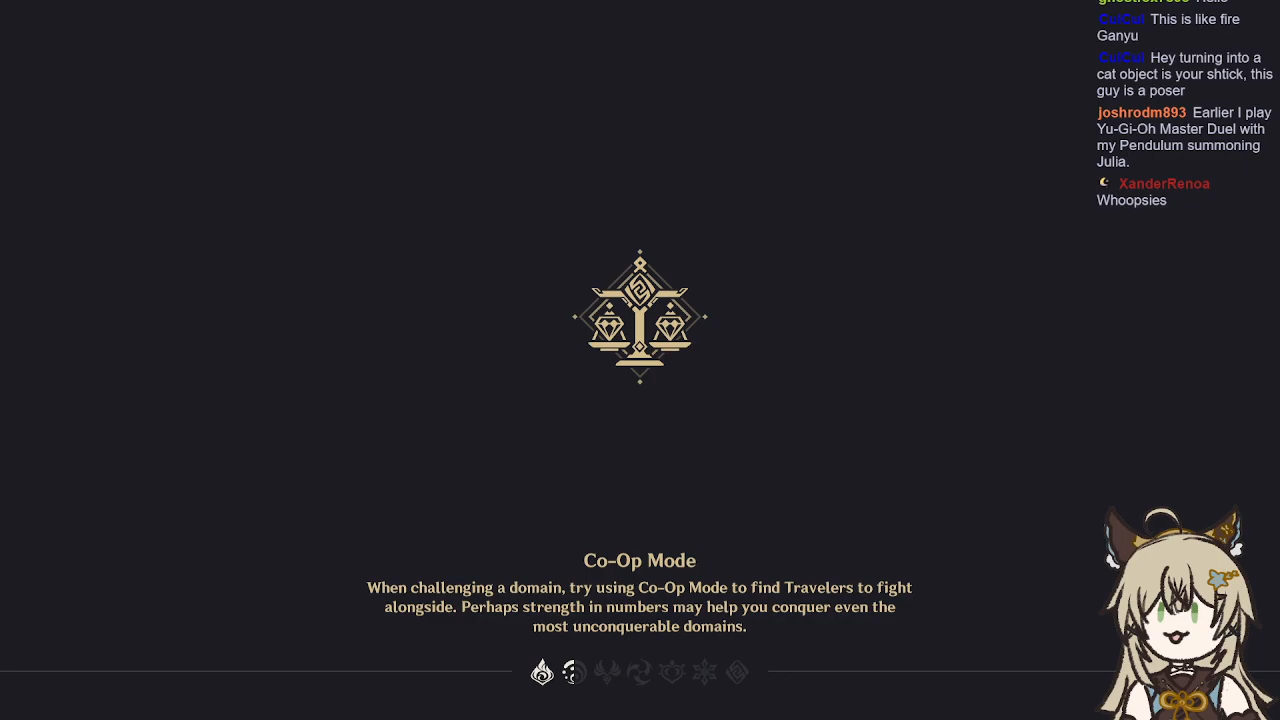 CutCut This is like fire
Ganyu
CutCut Hey turning into a
cat object is your shtick, this
guy is a poser
joshrodm893 Earlier I play
Yu-Gi-Oh Master Duel with
my Pendulum summoning
Julia.
XanderRenoa
Whoopsies
Co-Op Mode
When challenging a domain, try using Co-Op Mode to find Travelers to fight
alongside. Perhaps strength in numbers may help you conquer even the
most unconquerable domains.